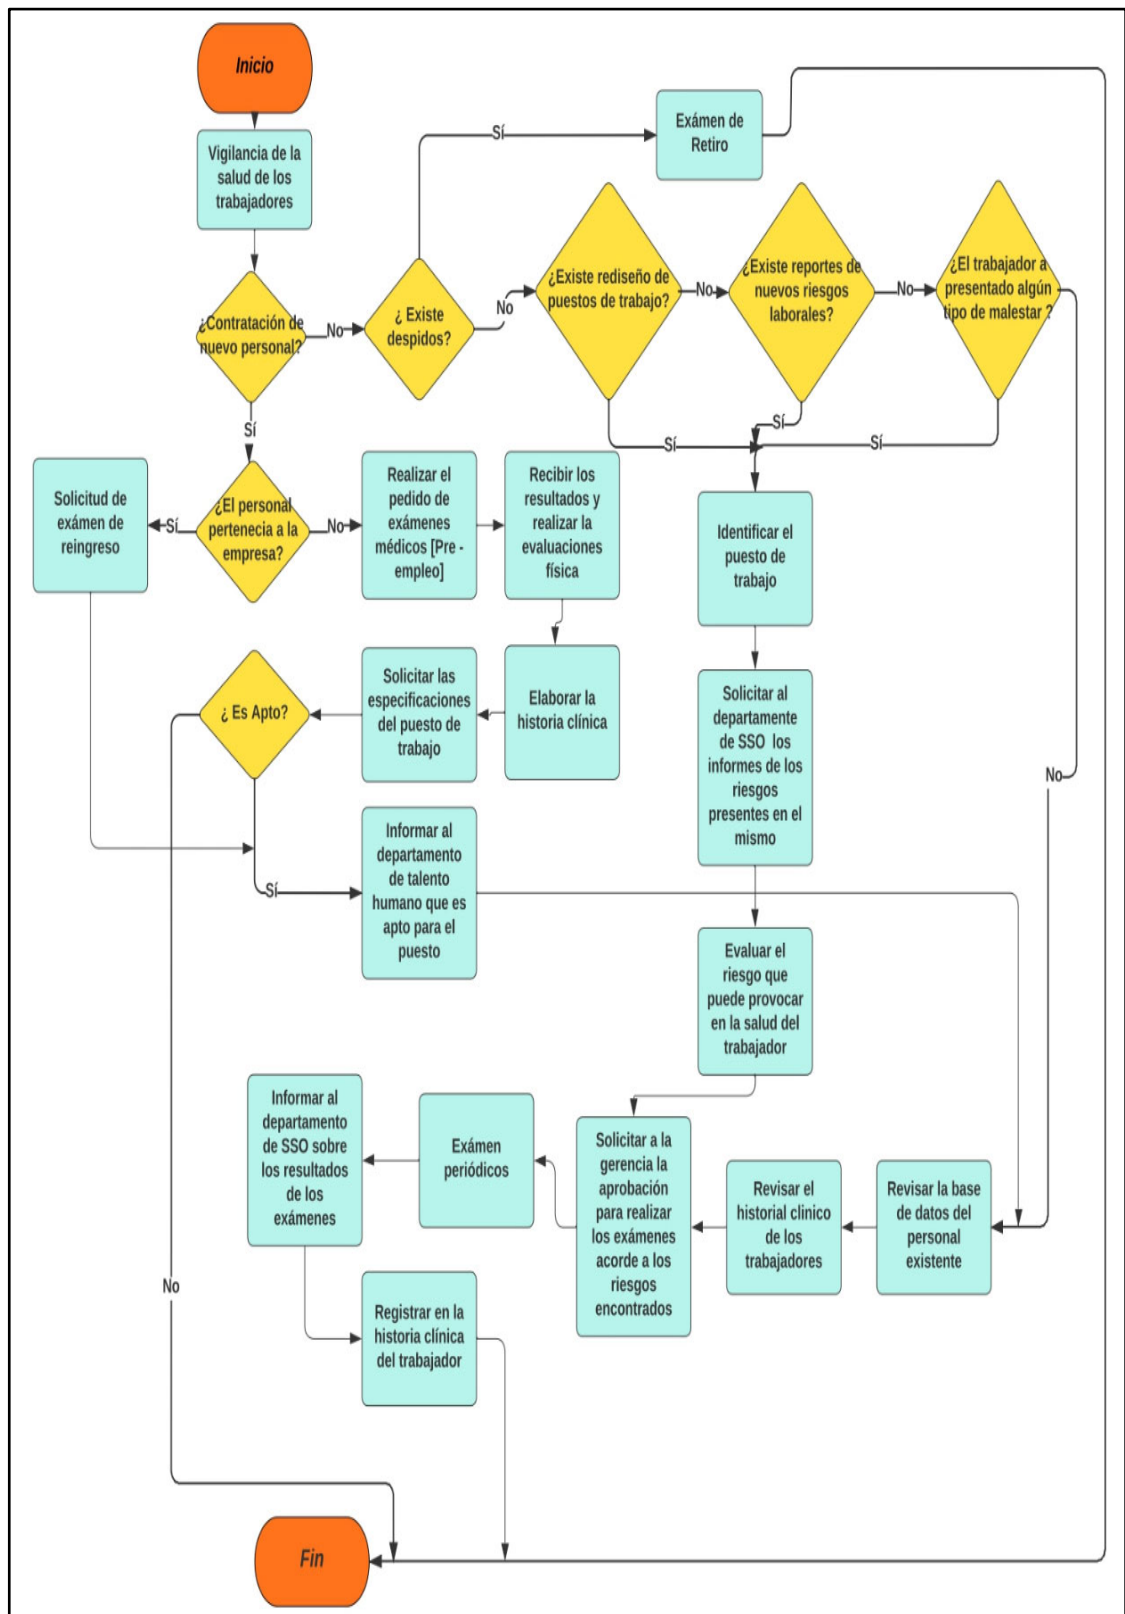 Inicio
Vigilancia de la
salud de los
trabajadores
¿Contratación de
nuevo personal?
No
¿ Existe
despidos?
Sí
Exámen de
Retiro
No
¿Existe rediseño de
puestos de trabajo?
No
¿Existe reportes de
nuevos riesgos
laborales?
No
¿El trabajador a
presentado algún
tipo de malestar ?
Sí
Sí
Sí
Sí
¿El personal
pertenecia a la
empresa?
Sí
Solicitud de
exámen de
reingreso
No
Realizar el
pedido de
exámenes
médicos [Pre -
empleo]
Recibir los
resultados y
realizar la
evaluaciones
física
Identificar el
puesto de
trabajo
¿ Es Apto?
Solicitar las
especificaciones
del puesto de
trabajo
Elaborar la
historia clínica
Solicitar al
departamente
de SSO los
informes de los
riesgos
presentes en el
mismo
No
Sí
Informar al
departamento
de talento
humano que es
apto para el
puesto
Evaluar el
riesgo que
puede provocar
en la salud del
trabajador
Informar al
departamento
de SSO sobre
los resultados
de los
exámenes
Exámen
periódicos
Solicitar a la
gerencia la
aprobación
para realizar
los exámenes
acorde a los
riesgos
encontrados
Revisar el
historial clinico
de los
trabajadores
Revisar la base
de datos del
personal
existente
No
Registrar en la
historia clínica
del trabajador
Fin